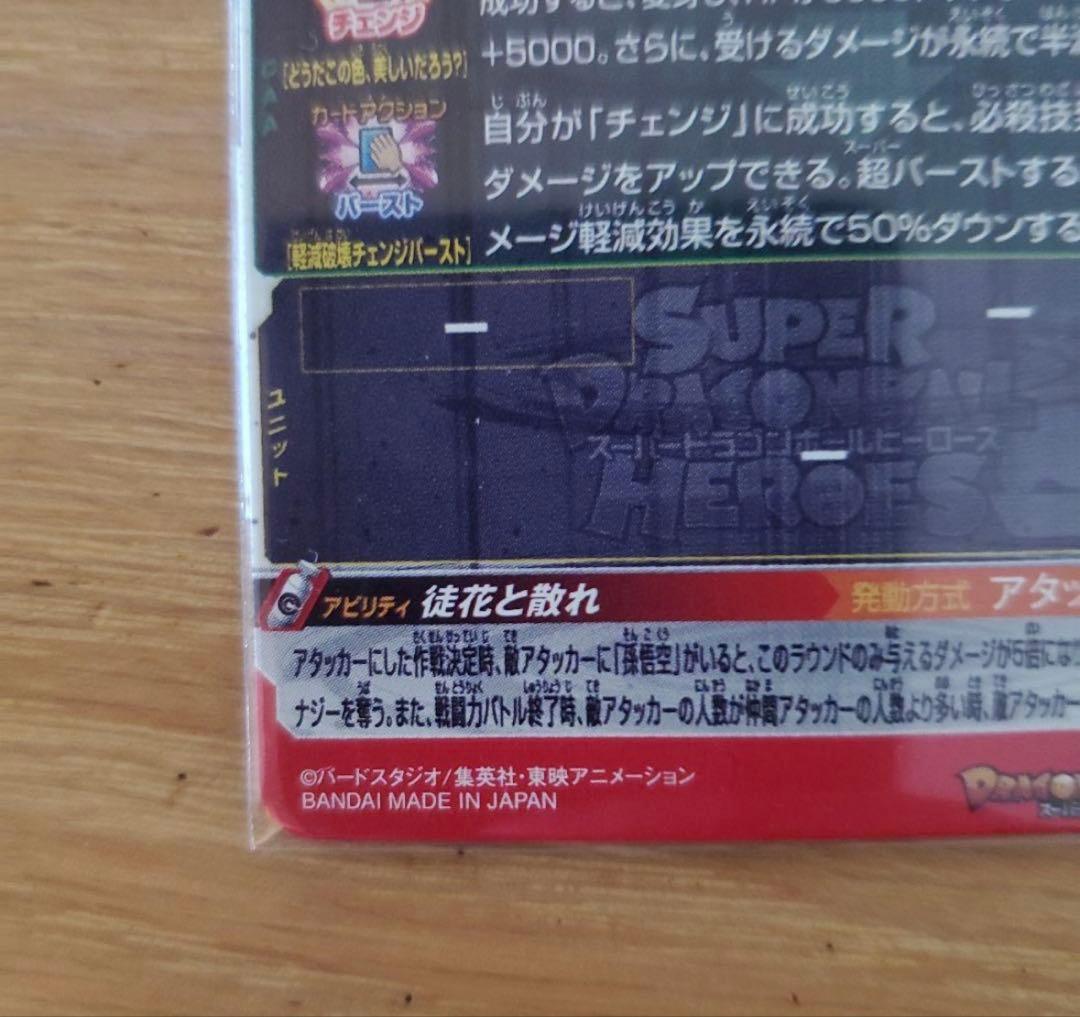 チェンジ
[どうだこの色、美しいだろう?]
+5000。さらに、受けるダメージが永続で半
カードアクション
バースト
[軽減破壊チェンジバースト]
自分が「チェンジ」に成功すると、必殺技
ダメージをアップできる。超バーストする
メージ軽減効果を永続で50%ダウンする
ー
ー
ー
ユニット
SUPER
DRAGON BALL
スーパードラゴンボールヒーローズ
HEROES
アビリティ 徒花と散れ
発動方式 アタッ
アタッカーにした作戦決定時、敵アタッカーに「孫悟空」がいると、このラウンドのみ与えるダメージが5倍にな
ナジーを奪う。また、戦闘力バトル終了時、敵アタッカーの人数が仲間アタッカーの人数より多い時、敵アタッカー
©バードスタジオ/集英社・東映アニメーション
BANDAI MADE IN JAPAN
DRAGON